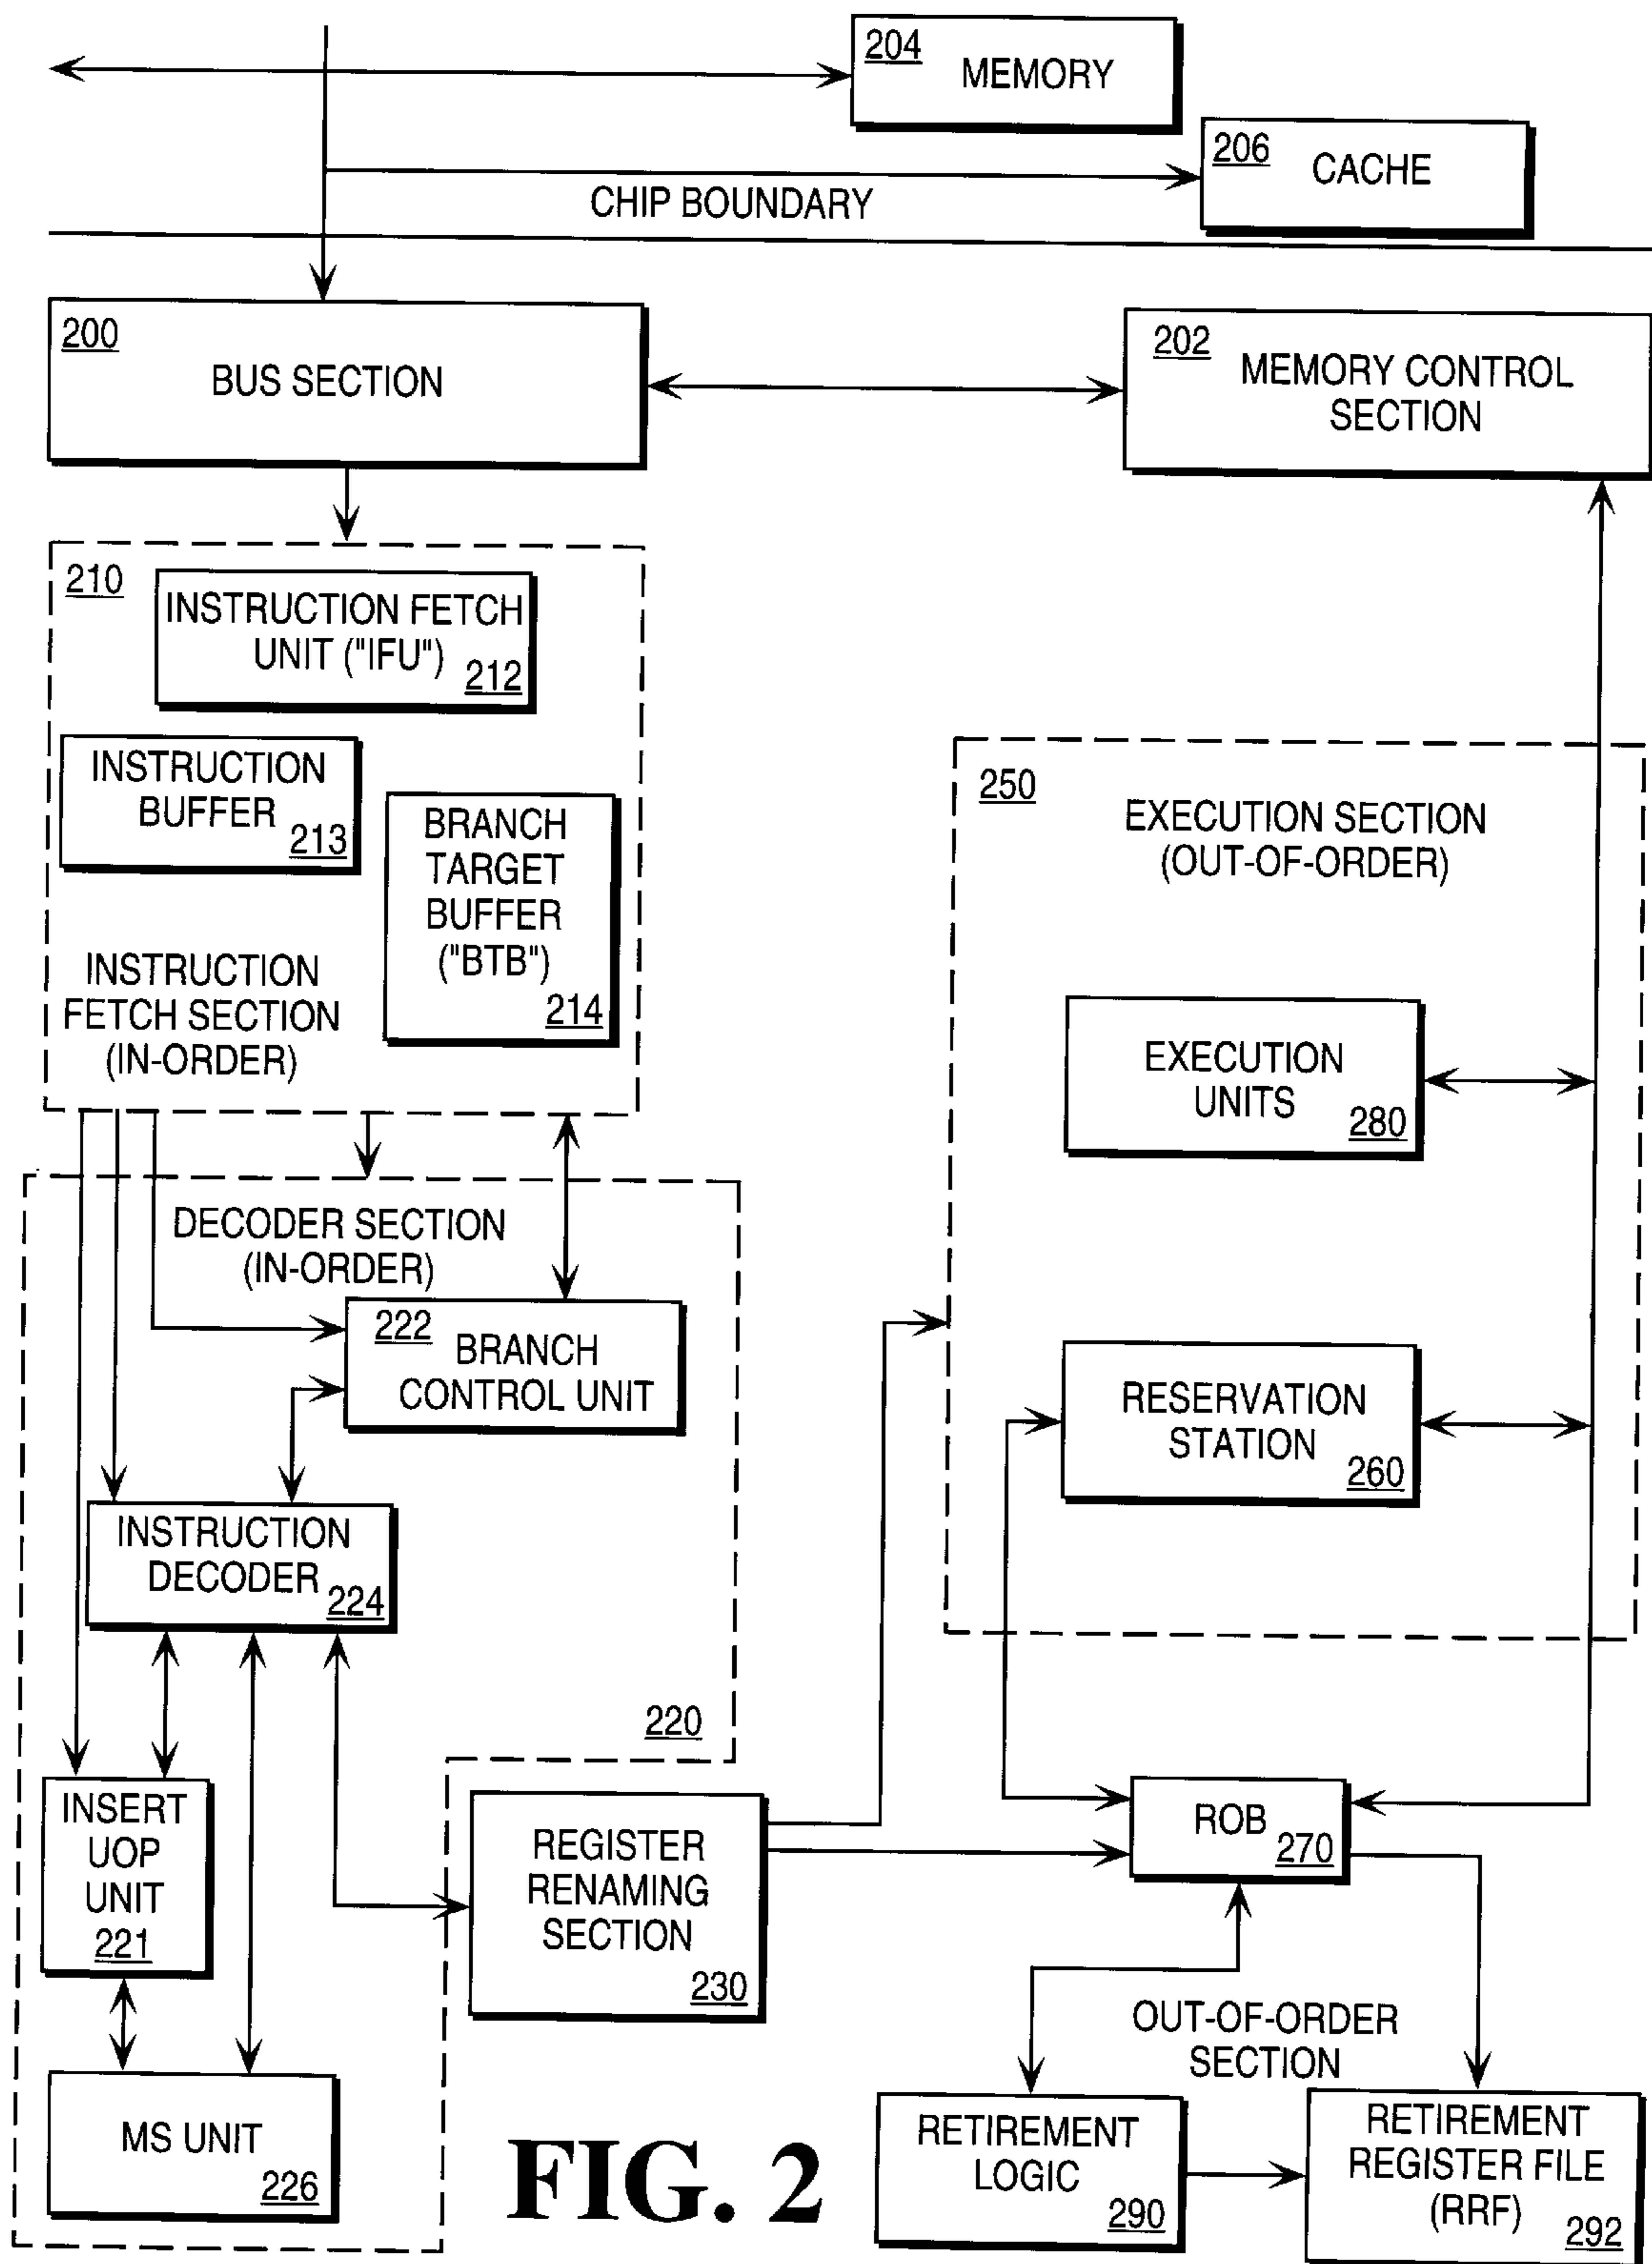 204
MEMORY
206
CACHE
CHIP BOUNDARY
200
BUS SECTION
202
MEMORY CONTROL
SECTION
210
INSTRUCTION FETCH
UNIT ("IFU")
212
INSTRUCTION
BUFFER
213
BRANCH
TARGET
BUFFER
("BTB")
214
INSTRUCTION
FETCH SECTION
(IN-ORDER)
250
EXECUTION SECTION
(OUT-OF-ORDER)
EXECUTION
UNITS
280
DECODER SECTION
(IN-ORDER)
222
BRANCH
CONTROL UNIT
RESERVATION
STATION
260
INSTRUCTION
DECODER
224
220
INSERT
UOP
UNIT
221
REGISTER
RENAMING
SECTION
230
ROB
270
OUT-OF-ORDER
SECTION
MS UNIT
226
FIG. 2
RETIREMENT
LOGIC
290
RETIREMENT
REGISTER FILE
(RRF)
292